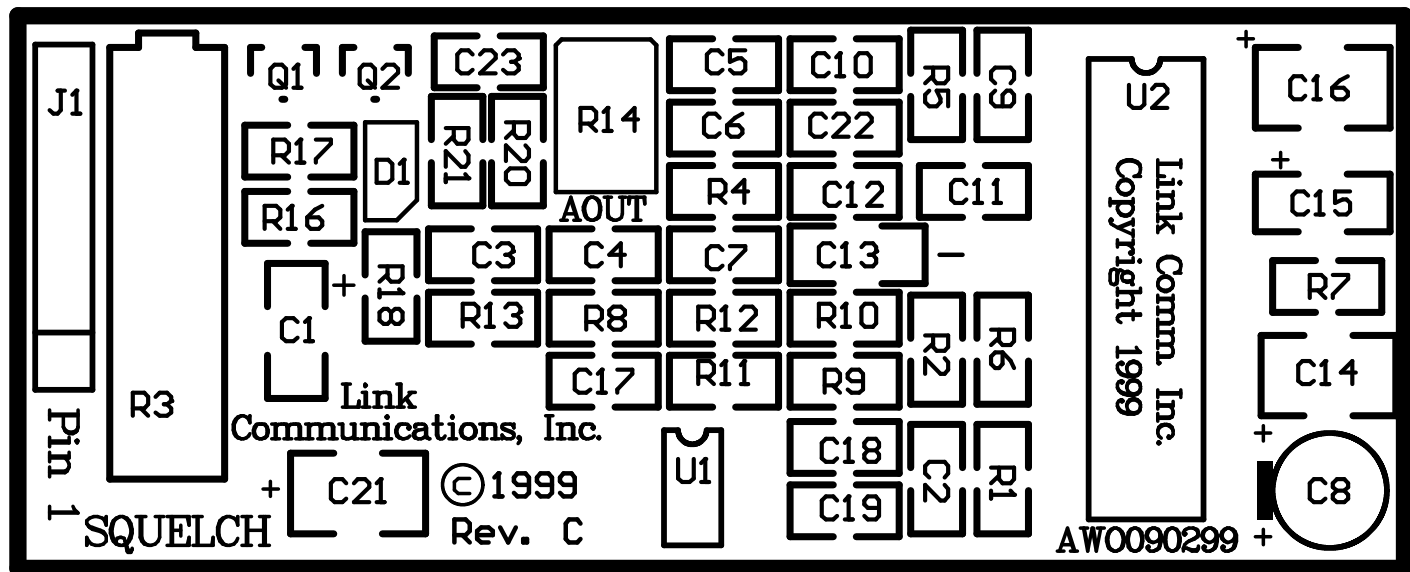 J1
Pin 1
R3
SQUELCH
Q1
Q2
C23
R14
AOUT
C5
C10
R5
C9
U2
C16
R17
D1
R21
R20
C6
C22
R16
R4
C12
C11
C15
C1
R18
C3
C4
C7
C13
R7
R13
R8
R12
R10
R2
R6
C14
C17
R11
R9
Link
Communications, Inc.
C21
© 1999
Rev. C
U1
C18
C19
C2
R1
Link Comm. Inc.
Copyright 1999
AW0090299
C8